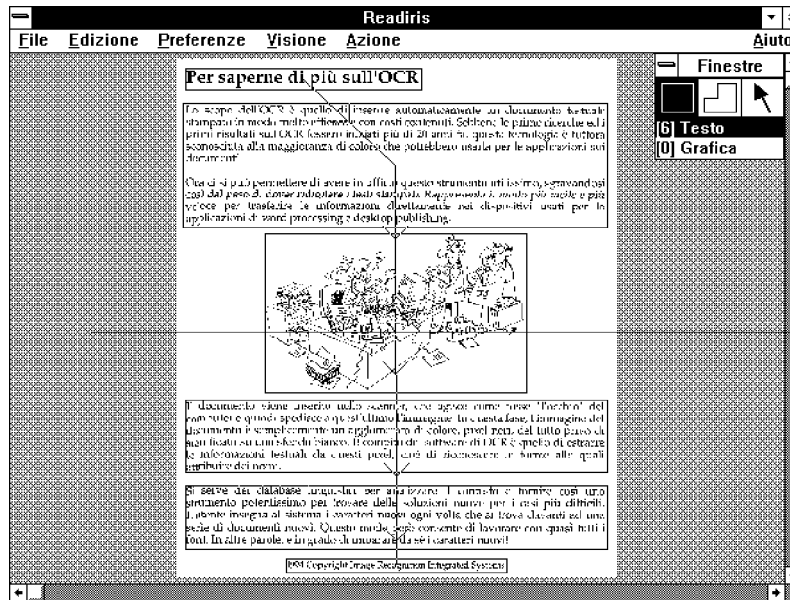 Readiris
File Edizione Preferenze Visione Azione Aiuto
Finestre
[6] Testo
[0] Grafica
Per saperne di più sull'OCR
Lo scopo dell'OCR è quello di inserire automaticamente un documento testuale
stampato in modo molto efficiente con costi contenuti. Sebbene le prime ricerche ed i
primi risultati sull'OCR fossero iniziati più di 20 anni fa, questa tecnologia è tuttora
sconosciuta alla maggioranza di coloro che potrebbero usarla per le applicazioni sui
documenti.
Ora ci si può permettere di avere in ufficio questo strumento utilissimo, sgravandosi
così dal peso di dover ridigitare i testi stampati. Rappresenta il modo più facile e più
veloce per trasferire le informazioni direttamente nei dispositivi usati per le
applicazioni di word processing e desktop publishing.
Il documento viene inserito nello scanner, che agisce come fosse "l'occhio" del
computer e quindi spedisce a quest'ultimo l'immagine. In questa fase, l'immagine del
documento è semplicemente un agglomerato di colore, pixel neri, del tutto privo di
significato su uno sfondo bianco. Il compito del software di OCR è quello di estrarre
le informazioni testuali da questi pixel, cioè di riconoscere le forme alle quali
attribuire dei nomi.
Si serve dei database linguistici per analizzare il contesto e fornire così uno
strumento potentissimo per trovare delle soluzioni nuove per i casi più difficili.
L'utente insegna al sistema i caratteri nuovi ogni volta che si trova davanti ad una
serie di documenti nuovi. Questo modo però consente di lavorare con quasi tutti i
font. In altre parole, è in grado di imparare da sé i caratteri nuovi!
1994 Copyright Image Recognition Integrated Systems